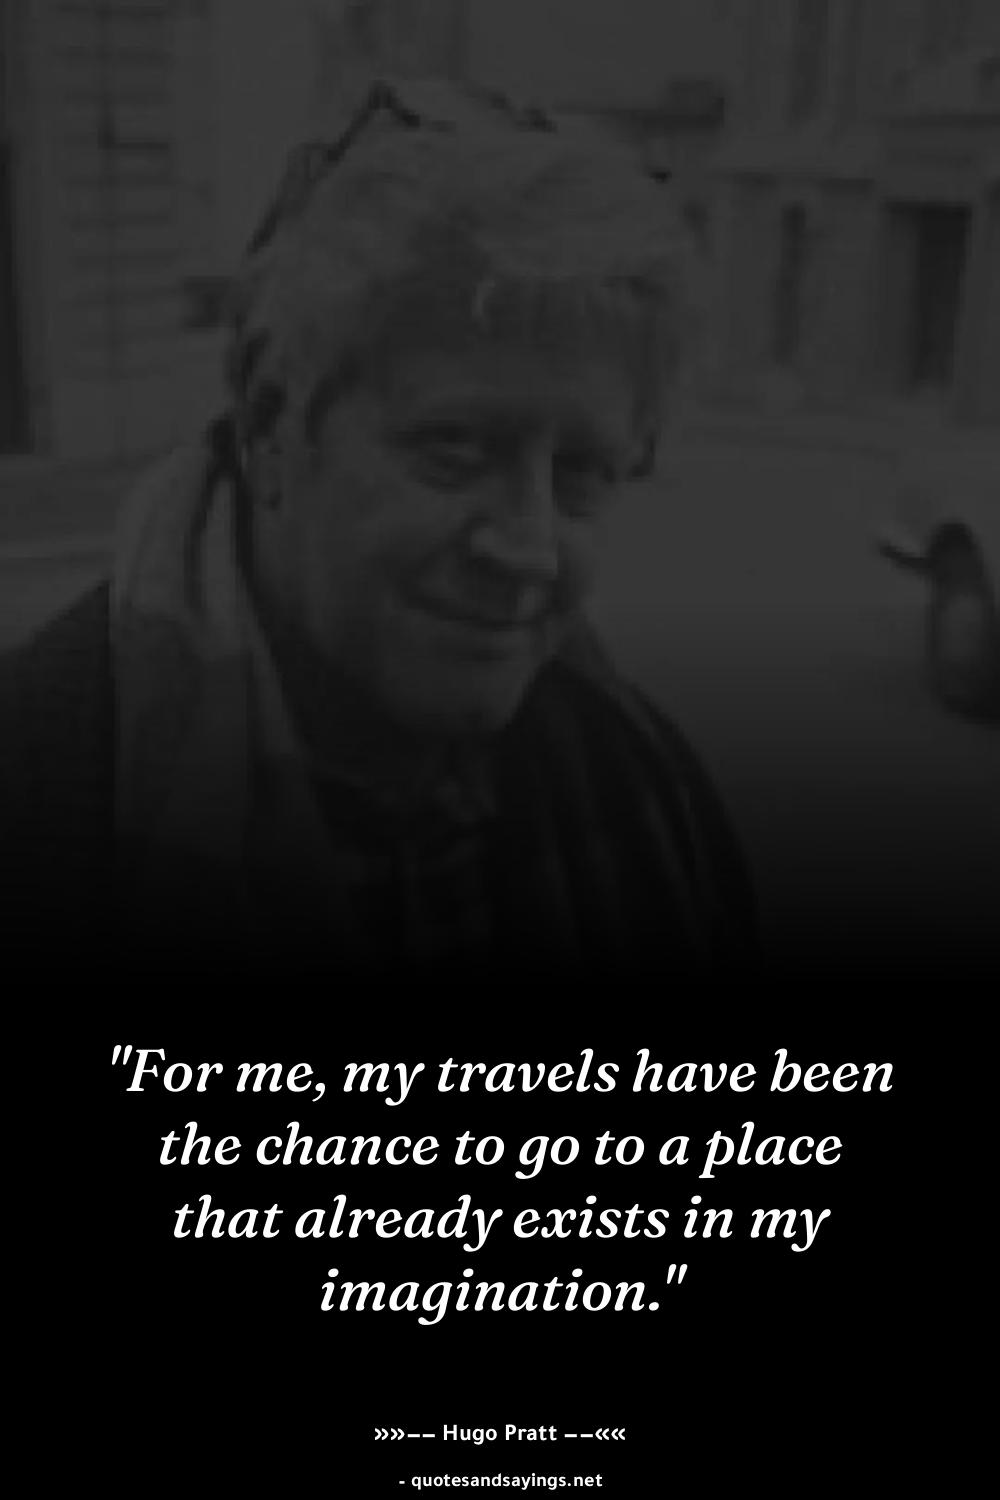 "For me, my travels have been
the chance to go to a place
that already exists in my
imagination."
»»−− Hugo Pratt −−««
- quotesandsayings.net